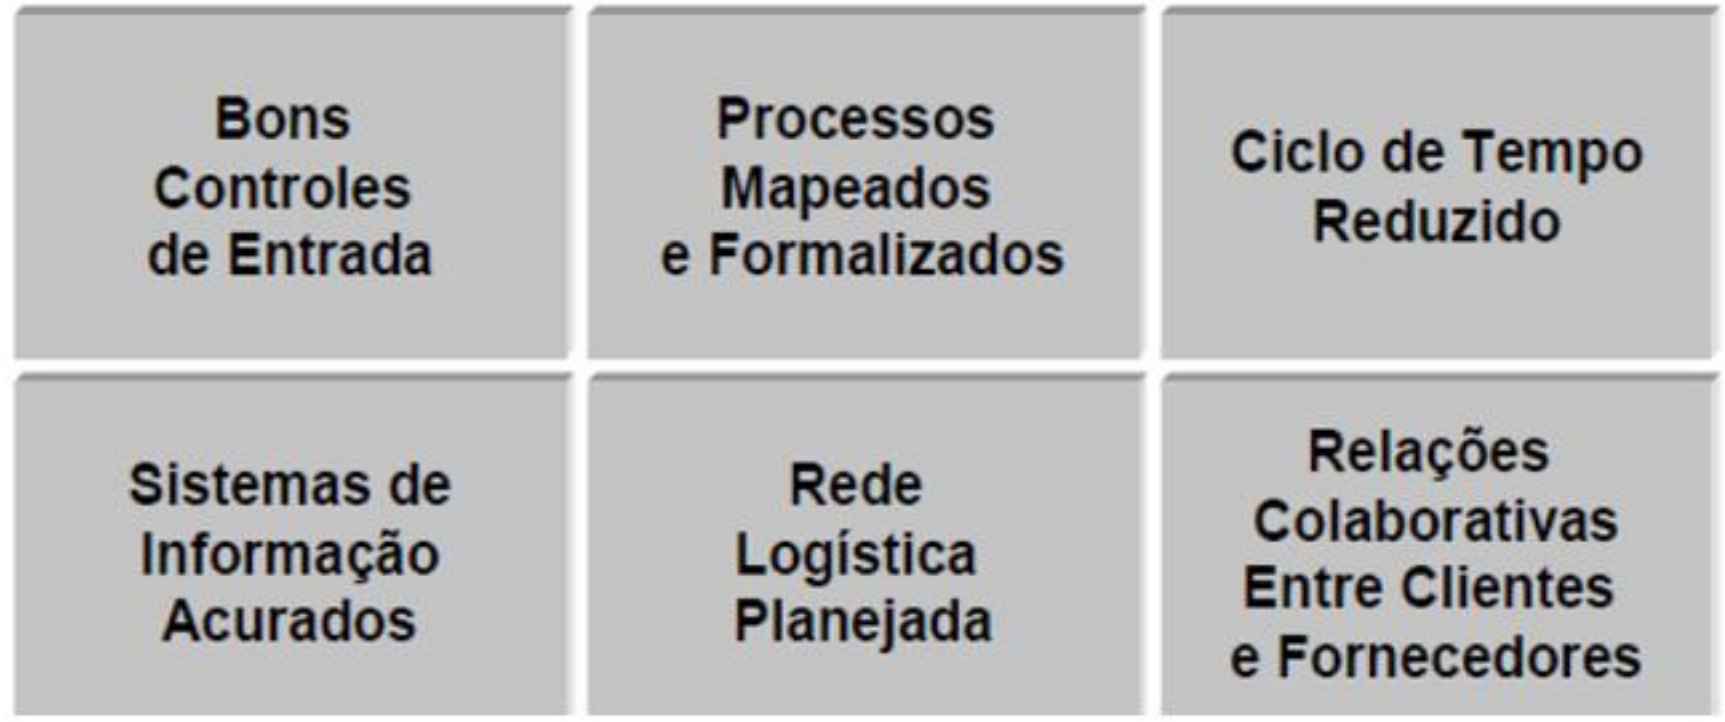 Bons
Controles
de Entrada
Processos
Mapeados
e Formalizados
Ciclo de Tempo
Reduzido
Sistemas de
Informação
Acurados
Rede
Logística
Planejada
Relações
Colaborativas
Entre Clientes
e Fornecedores